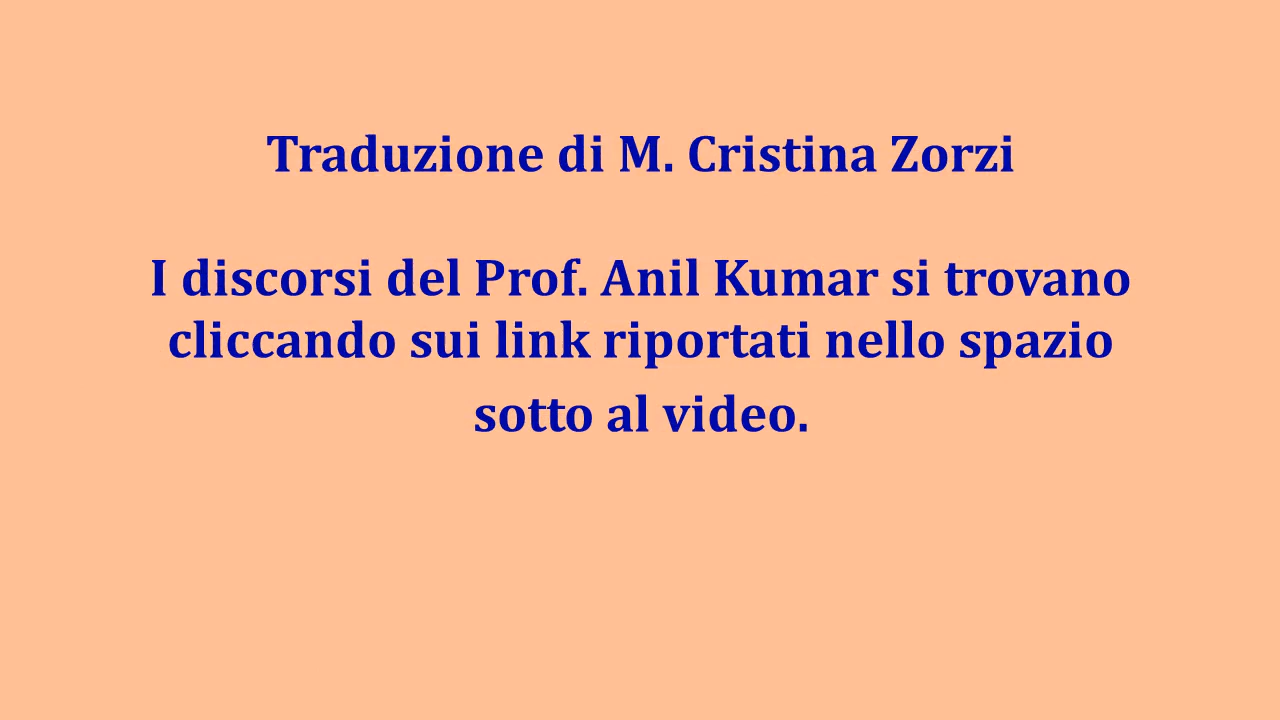 Traduzione di M. Cristina Zorzi
I discorsi del Prof. Anil Kumar si trovano
cliccando sui link riportati nello spazio
sotto al video.